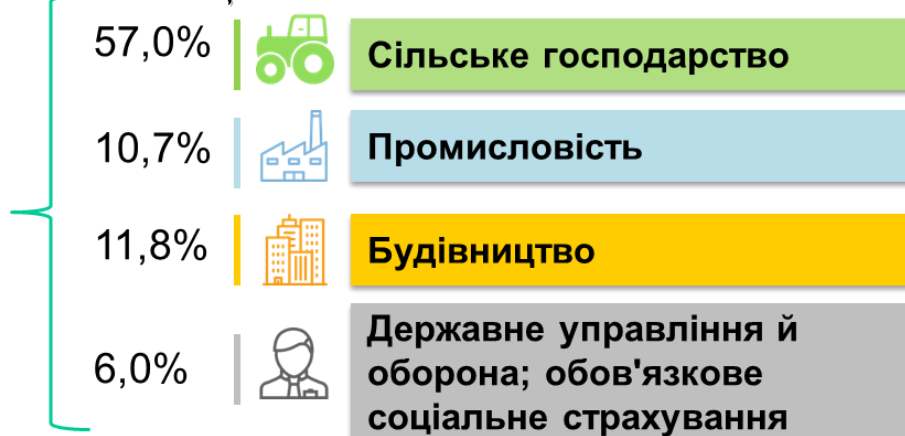 57,0%
Сільське господарство
10,7%
Промисловість
11,8%
Будівництво
6,0%
Державне управління й
оборона; обов'язкове
соціальне страхування